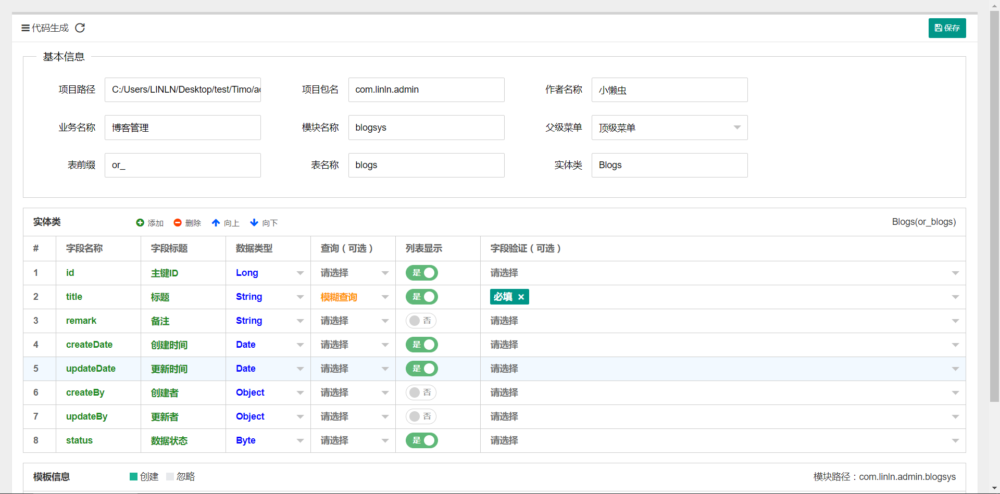 代码生成
保存
基本信息
项目路径 C:/Users/LINLN/Desktop/test/Timo/ 项目包名 com.linln.admin 作者名称 小懒虫
业务名称 博客管理 模块名称 blogsys 父级菜单 顶级菜单
表前缀 or_ 表名称 blogs 实体类 Blogs
实体类 添加 删除 向上 向下 Blogs(or_blogs)
# 字段名称 字段标题 数据类型 查询（可选） 列表显示 字段验证（可选）
1 id 主键ID Long 请选择 是 请选择
2 title 标题 String 模糊查询 是 必填 ×
3 remark 备注 String 请选择 否 请选择
4 createDate 创建时间 Date 请选择 是 请选择
5 updateDate 更新时间 Date 请选择 是 请选择
6 createBy 创建者 Object 请选择 否 请选择
7 updateBy 更新者 Object 请选择 否 请选择
8 status 数据状态 Byte 请选择 是 请选择
模板信息 创建 忽略 模块路径：com.linln.admin.blogsys